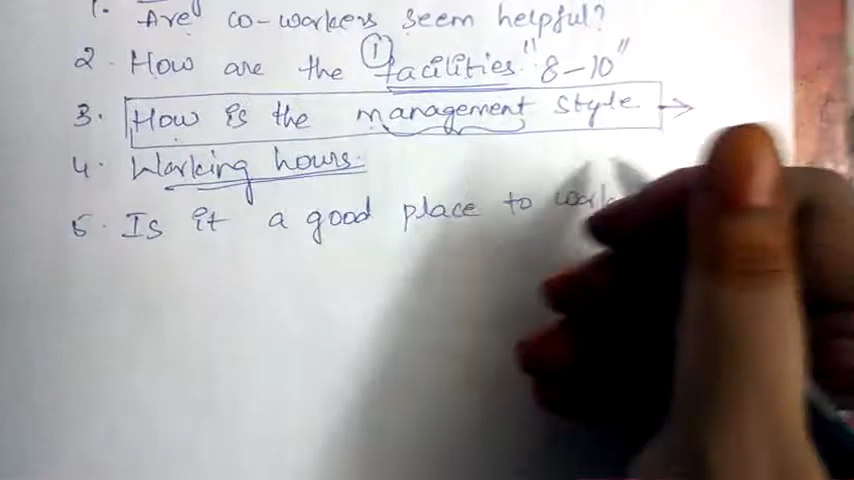 1. Are co-workers seem helpful?
①
2. How are the facilities "8-10"
3. How is the management style →
4. Working hours.
5. Is it a good place to work